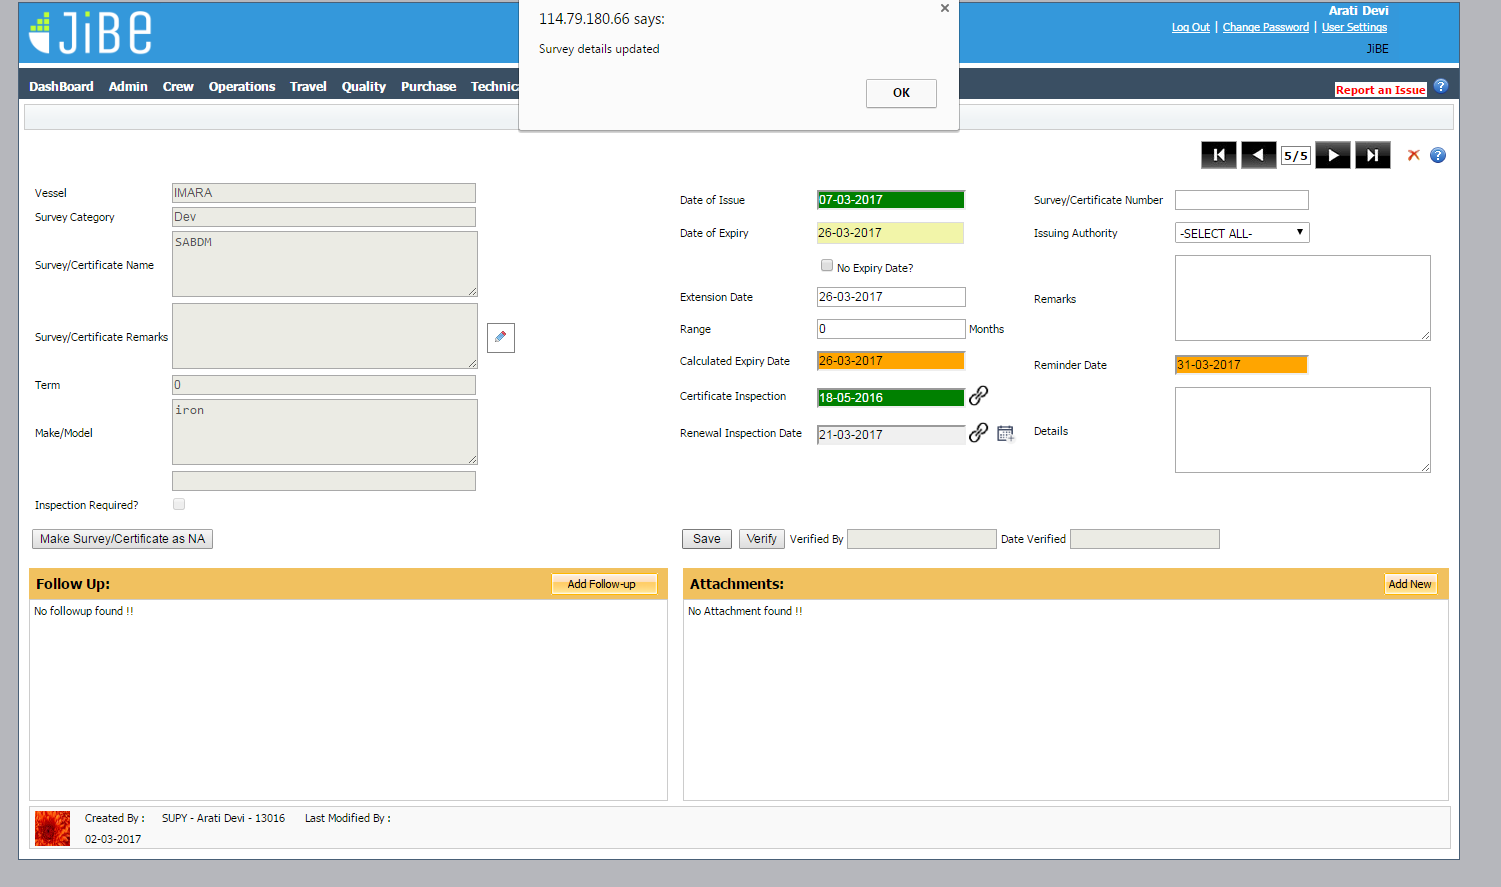 JiBE
114.79.180.66 says:
Survey details updated
OK
Arati Devi
Log Out | Change Password | User Settings
JiBE
DashBoard Admin Crew Operations Travel Quality Purchase Technica
Report an Issue
5/5
Vessel IMARA
Survey Category Dev
Survey/Certificate Name SABDM
Survey/Certificate Remarks
Term 0
Make/Model iron
Inspection Required?
Make Survey/Certificate as NA
Date of Issue 07-03-2017
Date of Expiry 26-03-2017
No Expiry Date?
Extension Date 26-03-2017
Range 0 Months
Calculated Expiry Date 26-03-2017
Certificate Inspection 18-05-2016
Renewal Inspection Date 21-03-2017
Survey/Certificate Number
Issuing Authority -SELECT ALL-
Remarks
Reminder Date 31-03-2017
Details
Save Verify Verified By Date Verified
Follow Up: Add Follow-up
No followup found !!
Attachments: Add New
No Attachment found !!
Created By : SUPY - Arati Devi - 13016 Last Modified By :
02-03-2017